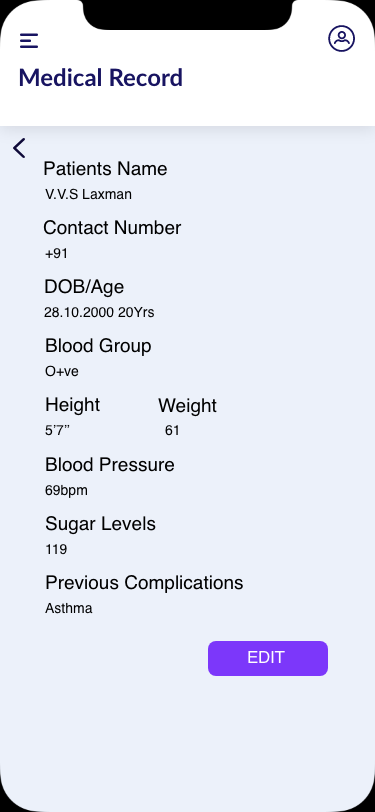 Medical Record
Patients Name
V.V.S Laxman
Contact Number
+91
DOB/Age
28.10.2000 20Yrs
Blood Group
O+ve
Height Weight
5’7” 61
Blood Pressure
69bpm
Sugar Levels
119
Previous Complications
Asthma
EDIT